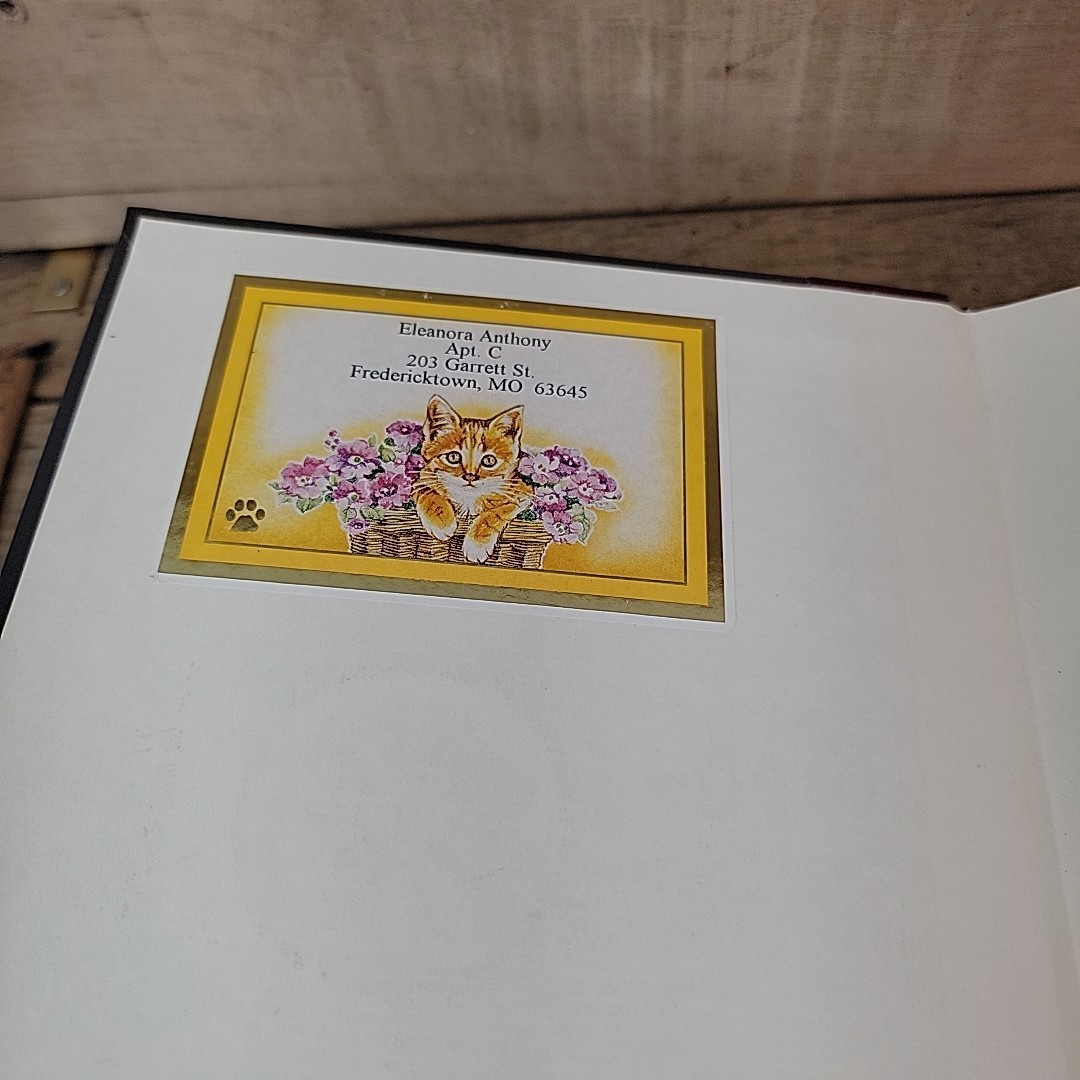 Eleanora Anthony
Apt. C
203 Garrett St.
Fredericktown, MO 63645